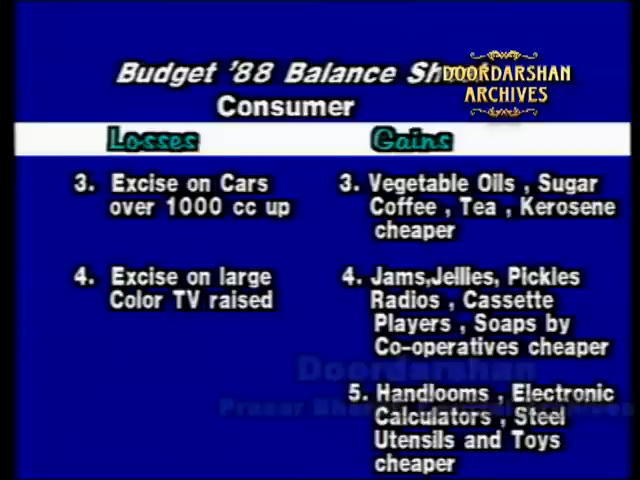 Budget '88 Balance Sh
DOORDARSHAN
ARCHIVES
Consumer
Losses
Gains
3. Excise on Cars
over 1000 cc up
4. Excise on large
Color TV raised
3. Vegetable Oils , Sugar
Coffee , Tea , Kerosene
cheaper
4. Jams,Jellies, Pickles
Radios , Cassette
Players , Soaps by
Co-operatives cheaper
Doordarshan
5. Handlooms , Electronic
Calculators , Steel
Utensils and Toys
cheaper